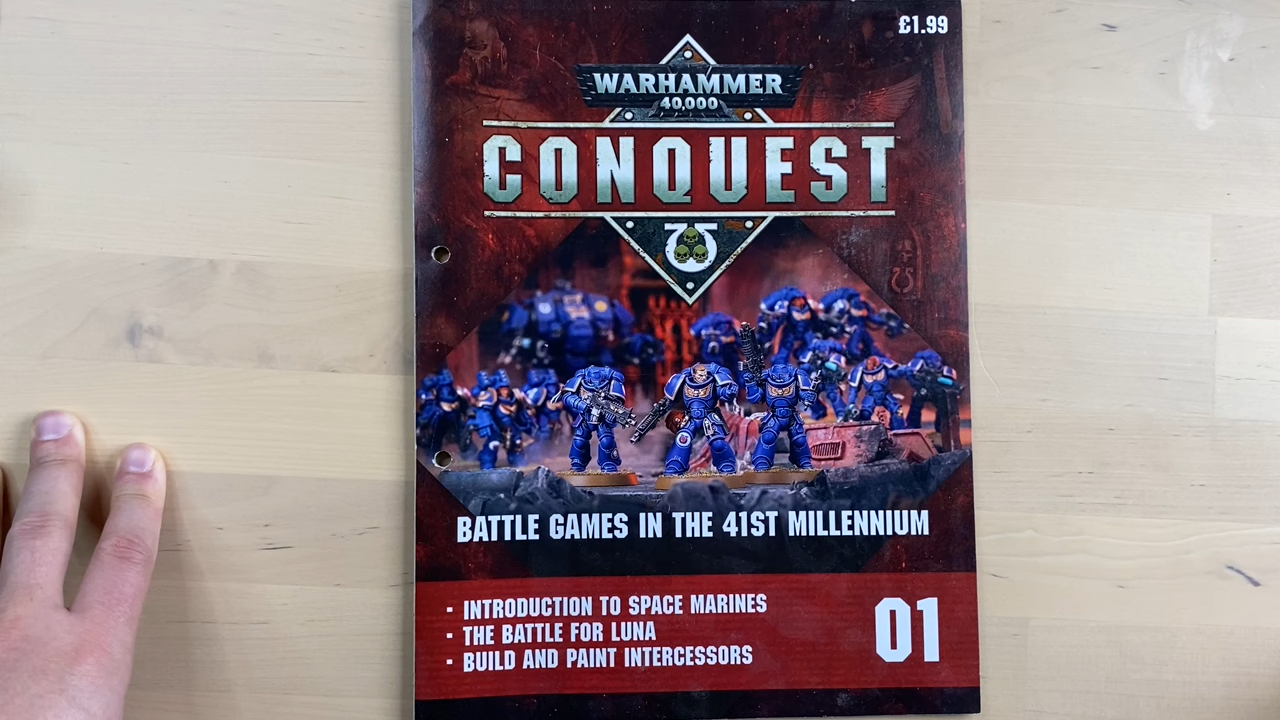 £1.99
WARHAMMER
40,000
CONQUEST
BATTLE GAMES IN THE 41ST MILLENNIUM
· INTRODUCTION TO SPACE MARINES
· THE BATTLE FOR LUNA
· BUILD AND PAINT INTERCESSORS
01